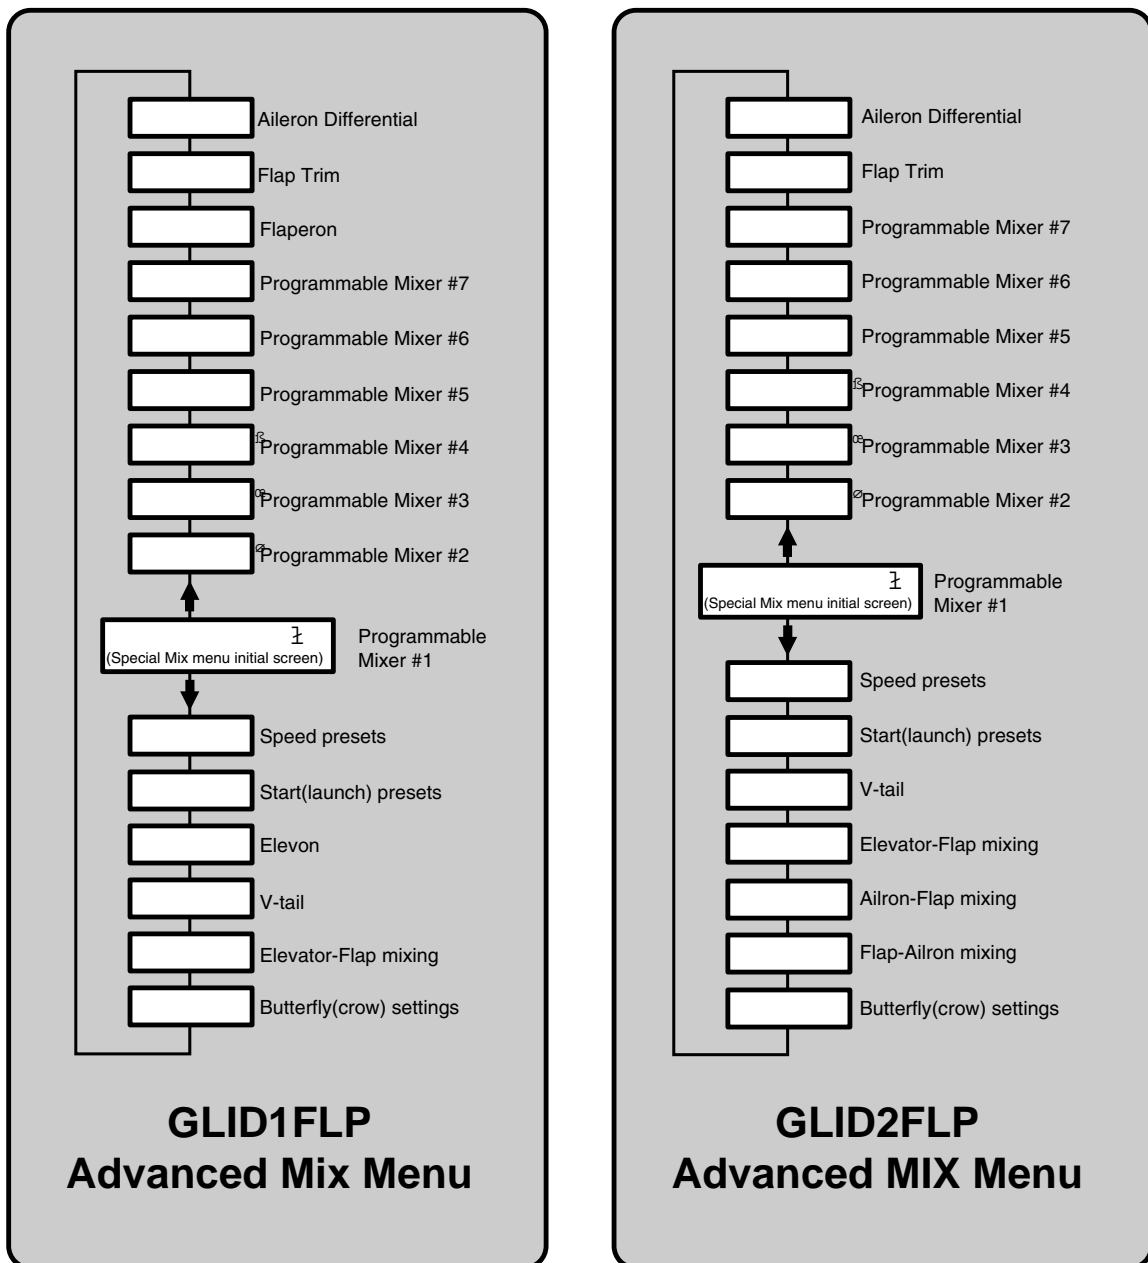 Aileron Differential
Flap Trim
Flaperon
Programmable Mixer #7
Programmable Mixer #6
Programmable Mixer #5
ß Programmable Mixer #4
œ Programmable Mixer #3
ø Programmable Mixer #2
ł
(Special Mix menu initial screen)
Programmable
Mixer #1
Speed presets
Start(launch) presets
Elevon
V-tail
Elevator-Flap mixing
Butterfly(crow) settings
GLID1FLP
Advanced Mix Menu
Aileron Differential
Flap Trim
Programmable Mixer #7
Programmable Mixer #6
Programmable Mixer #5
ß Programmable Mixer #4
œ Programmable Mixer #3
ø Programmable Mixer #2
ł
(Special Mix menu initial screen)
Programmable
Mixer #1
Speed presets
Start(launch) presets
V-tail
Elevator-Flap mixing
Ailron-Flap mixing
Flap-Ailron mixing
Butterfly(crow) settings
GLID2FLP
Advanced MIX Menu